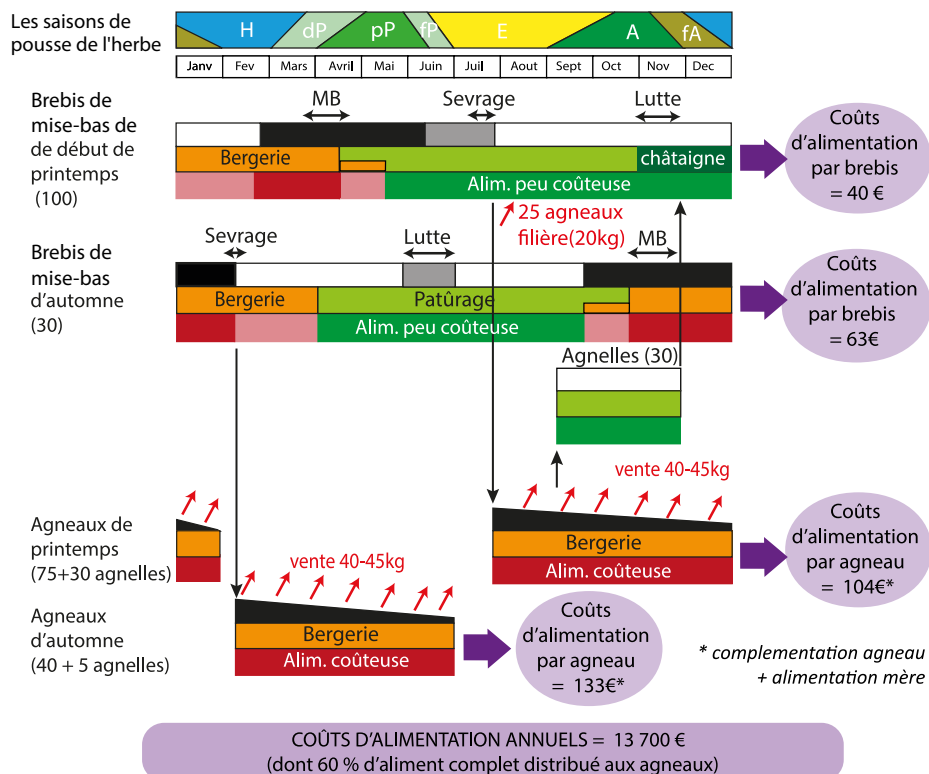 Les saisons de
pousse de l'herbe
H
dP
pP
fP
E
A
fA
Janv
Fev
Mars
Avril
Mai
Juin
Juil
Aout
Sept
Oct
Nov
Dec
Brebis de
mise-bas de
de début de
printemps
(100)
MB
Sevrage
Lutte
Bergerie
châtaigne
Alim. peu coûteuse
Coûts
d'alimentation
par brebis
= 40 €
25 agneaux
filière(20kg)
Brebis de
mise-bas
d'automne
(30)
Sevrage
Lutte
MB
Bergerie
Patûrage
Alim. peu coûteuse
Coûts
d'alimentation
par brebis
= 63€
Agnelles (30)
Agneaux de
printemps
(75+30 agnelles)
vente 40-45kg
Bergerie
Alim. coûteuse
Coûts
d'alimentation
par agneau
= 104€*
Agneaux
d'automne
(40 + 5 agnelles)
vente 40-45kg
Bergerie
Alim. coûteuse
Coûts
d'alimentation
par agneau
= 133€*
* complementation agneau
+ alimentation mère
COÛTS D'ALIMENTATION ANNUELS = 13 700 €
(dont 60 % d'aliment complet distribué aux agneaux)